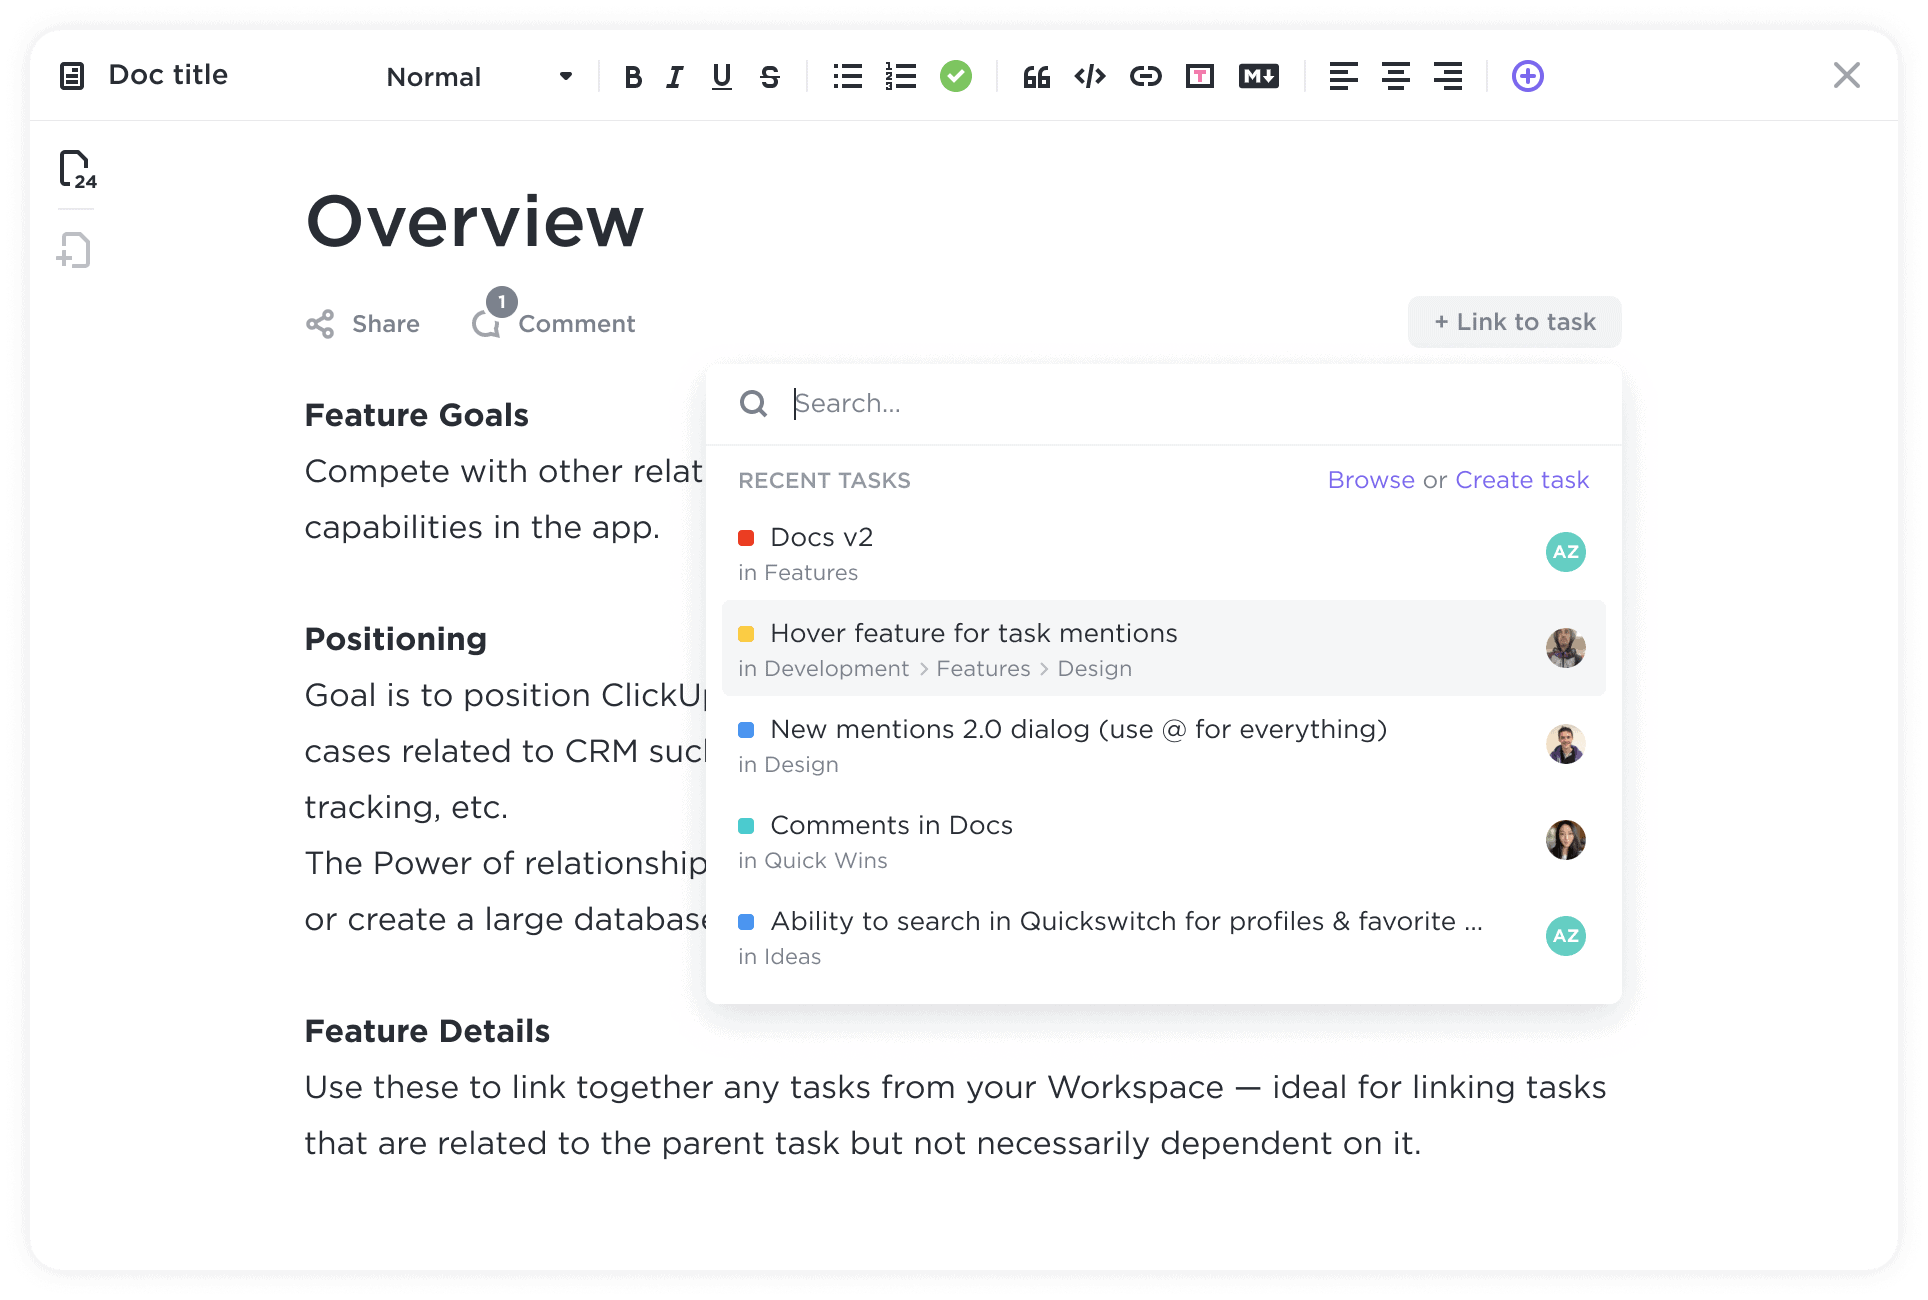 Doc title
Normal
B I U S
M
T
24
Overview
Share
1
Comment
+ Link to task
Search...
RECENT TASKS
Browse or Create task
Docs v2
in Features
AZ
Hover feature for task mentions
in Development > Features > Design
New mentions 2.0 dialog (use @ for everything)
in Design
Comments in Docs
in Quick Wins
Ability to search in Quickswitch for profiles & favorite ...
in Ideas
AZ
Feature Goals
Compete with other
capabilities in the app.
Positioning
Goal is to position
cases related to CRM
tracking, etc.
The Power of
or create a large
Feature Details
Use these to link together any tasks from your Workspace — ideal for linking tasks
that are related to the parent task but not necessarily dependent on it.